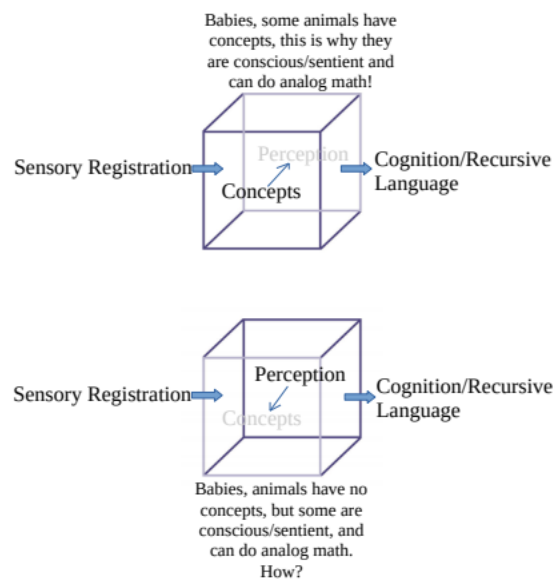 Babies, some animals have
concepts, this is why they
are conscious/sentient and
can do analog math!
Perception
Sensory Registration
Cognition/Recursive
Language
Concepts
Perception
Sensory Registration
Cognition/Recursive
Language
Concepts
Babies, animals have no
concepts, but some are
conscious/sentient, and
can do analog math.
How?